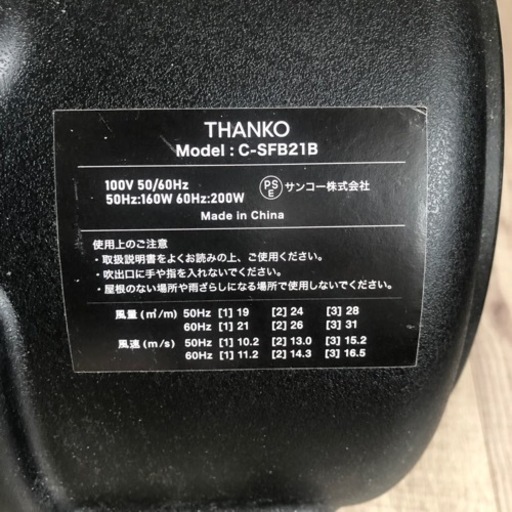 THANKO
Model : C-SFB21B
100V 50/60Hz
50Hz:160W 60Hz:200W
PSE サンコー株式会社
Made in China
使用上のご注意
・取扱説明書をよくお読みの上、ご使用ください。
・吹出口に手や指を入れないでください。
・屋根のない場所や雨ざらしになる場所で使用しないでください。
風量(㎥/m) 50Hz [1] 19 [2] 24 [3] 28
60Hz [1] 21 [2] 26 [3] 31
風速(m/s) 50Hz [1] 10.2 [2] 13.0 [3] 15.2
60Hz [1] 11.2 [2] 14.3 [3] 16.5